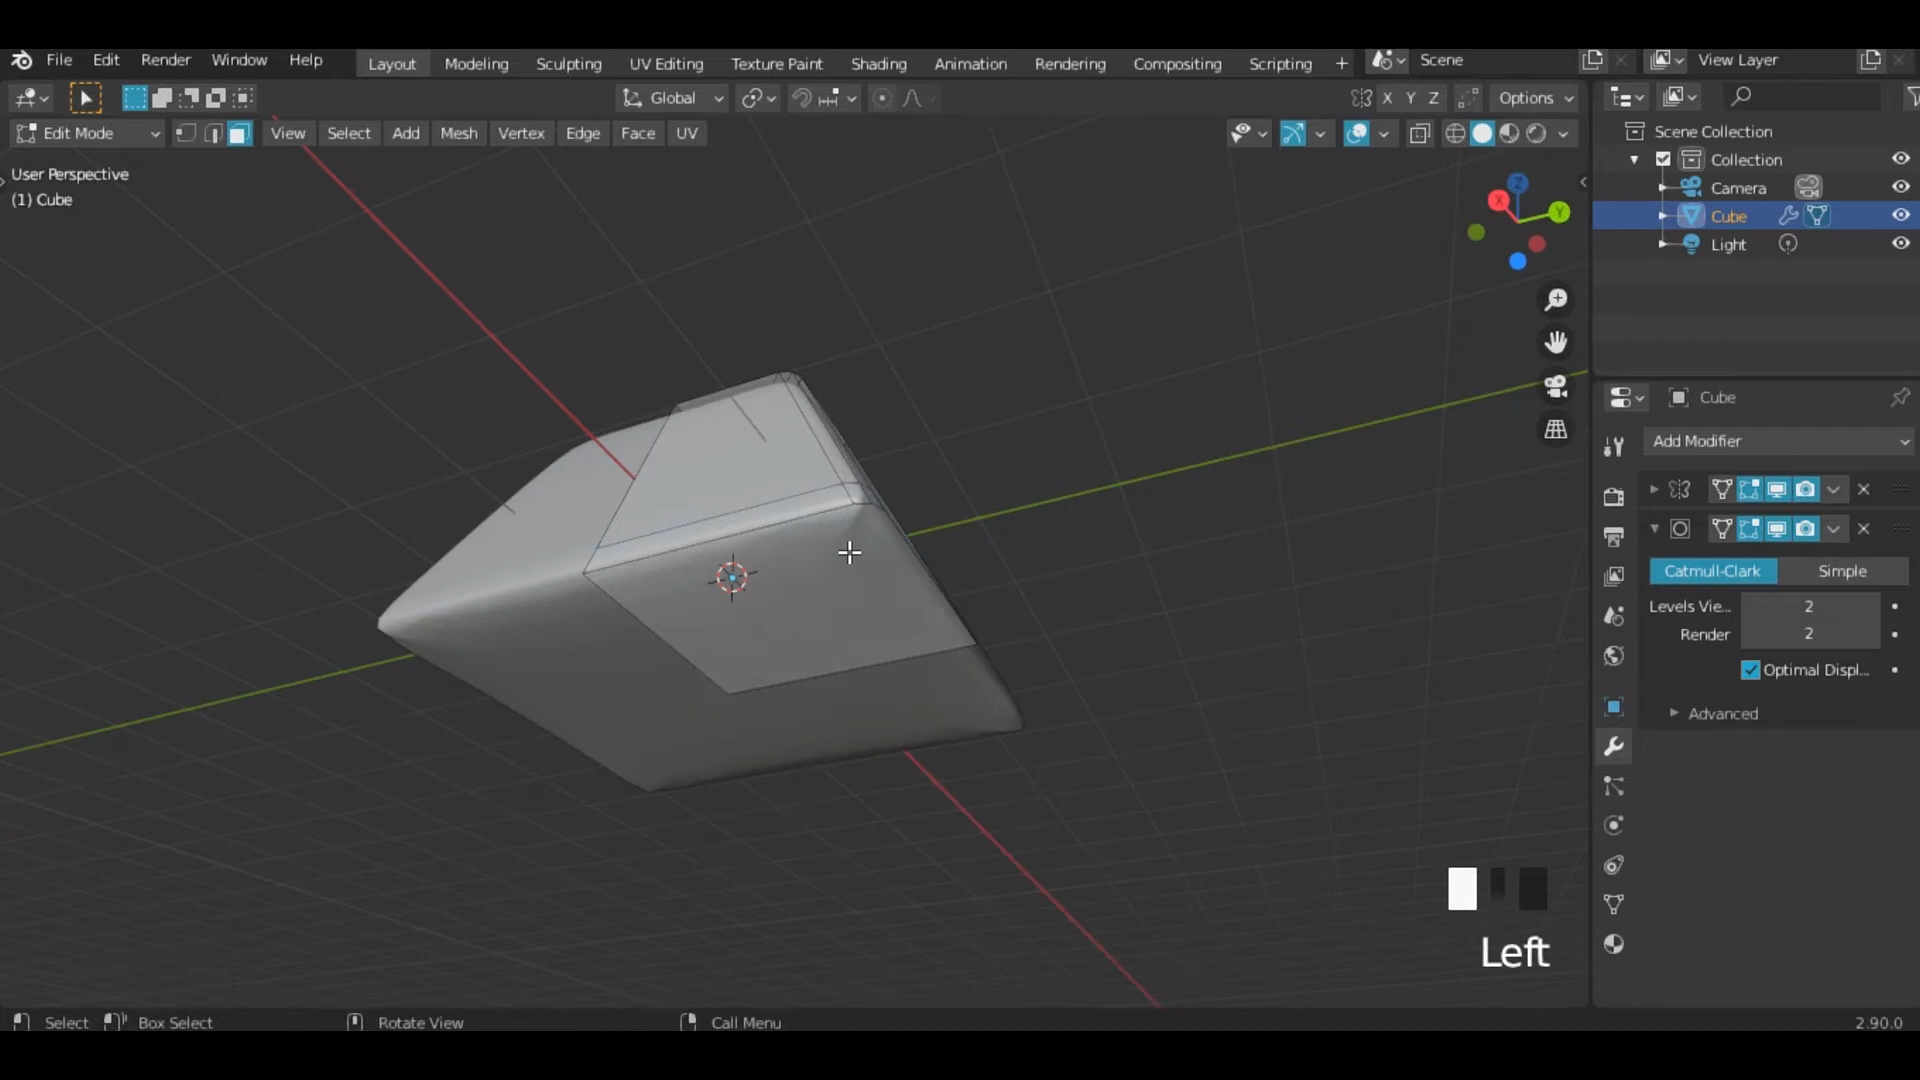 File Edit Render Window Help Layout Modeling Sculpting UV Editing Texture Paint Shading Animation Rendering Compositing Scripting + Scene View Layer
Global X Y Z Options
Edit Mode View Select Add Mesh Vertex Edge Face UV
User Perspective
(1) Cube
Z
X
Y
Scene Collection
Collection
Camera
Cube
Light
Cube
Add Modifier
Catmull-Clark Simple
Levels Vie... 2
Render 2
Optimal Displ...
Advanced
Left
Select Box Select Rotate View Call Menu 2.90.0